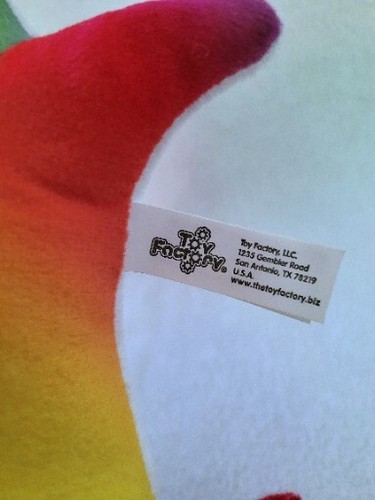 Toy
Factory®
Toy Factory, LLC.
1235 Gembler Road
San Antonio, TX 78219
U.S.A.
www.thetoyfactory.biz